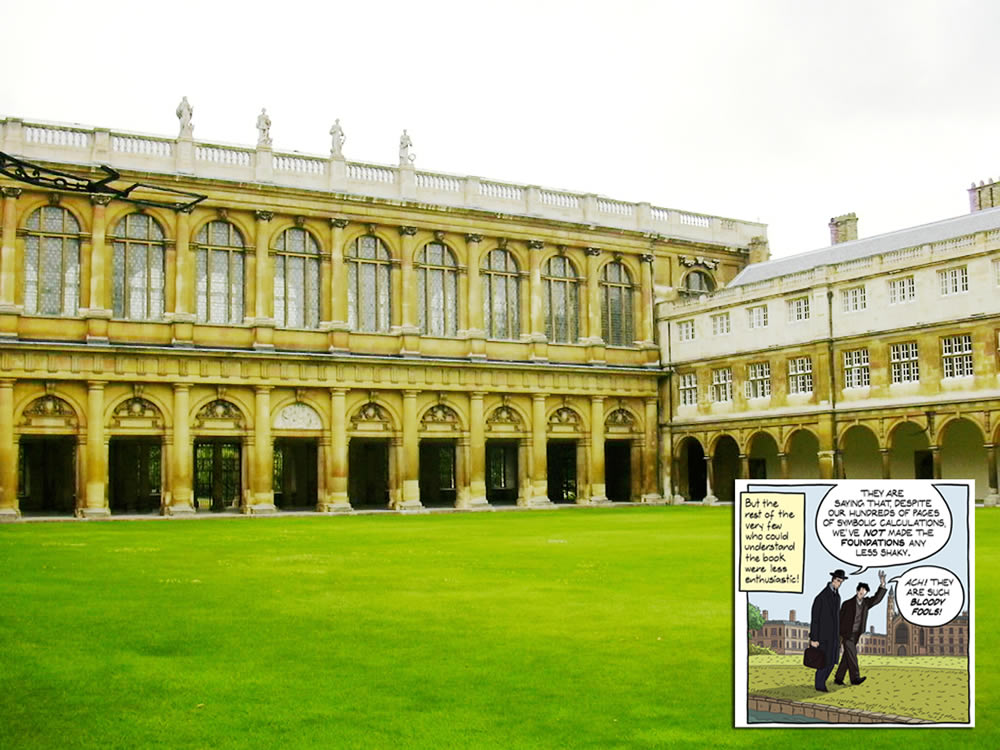 But the
rest of the
very few
who could
understand
the book
were less
enthusiastic!
THEY ARE
SAYING THAT, DESPITE
OUR HUNDREDS OF PAGES
OF SYMBOLIC CALCULATIONS,
WE'VE NOT MADE THE
FOUNDATIONS ANY
LESS SHAKY.
ACH! THEY
ARE SUCH
BLOODY
FOOLS!